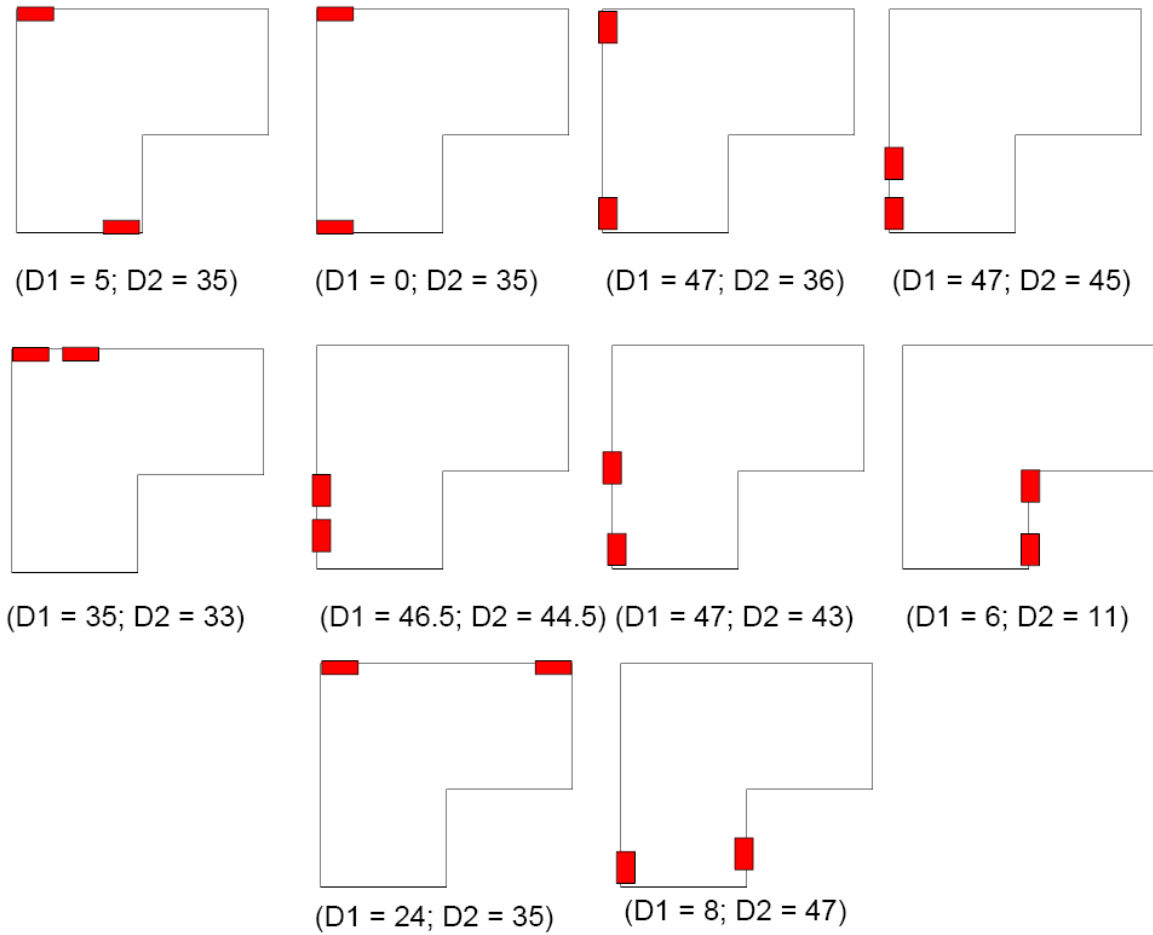 (D1 = 5; D2 = 35)
(D1 = 0; D2 = 35)
(D1 = 47; D2 = 36)
(D1 = 47; D2 = 45)
(D1 = 35; D2 = 33)
(D1 = 46.5; D2 = 44.5)
(D1 = 47; D2 = 43)
(D1 = 6; D2 = 11)
(D1 = 24; D2 = 35)
(D1 = 8; D2 = 47)